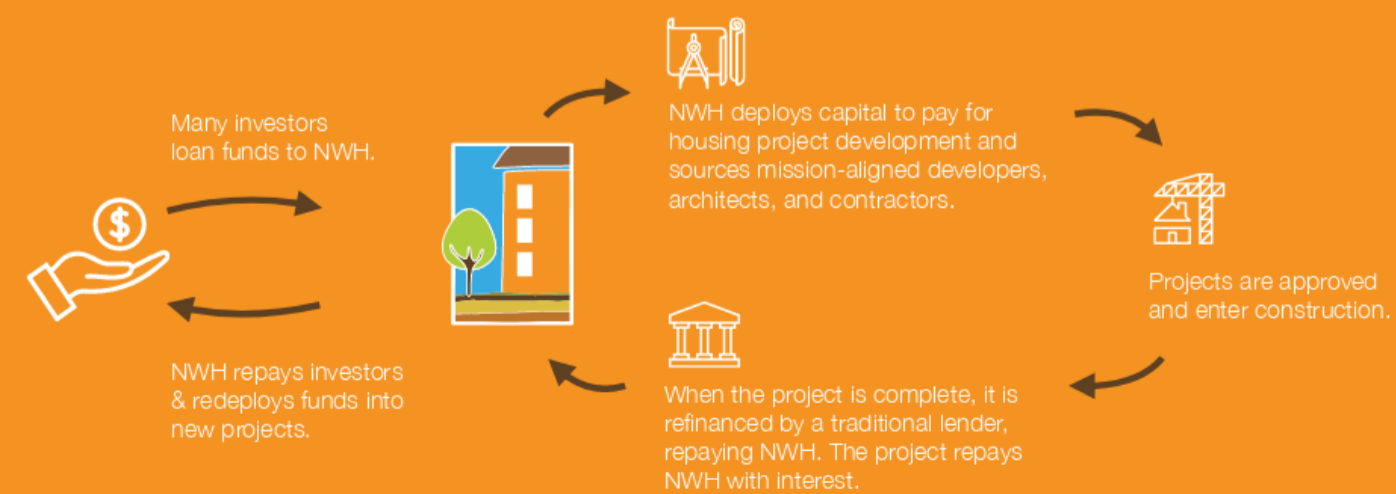 Many investors
loan funds to NWH.
NWH deploys capital to pay for
housing project development and
sources mission-aligned developers,
architects, and contractors.
Projects are approved
and enter construction.
When the project is complete, it is
refinanced by a traditional lender,
repaying NWH. The project repays
NWH with interest.
NWH repays investors
& redeploys funds into
new projects.
$